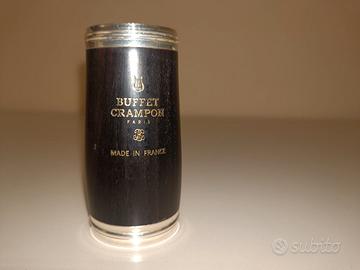 BUFFET
CRAMPON
PARIS
MADE IN FRANCE
subito